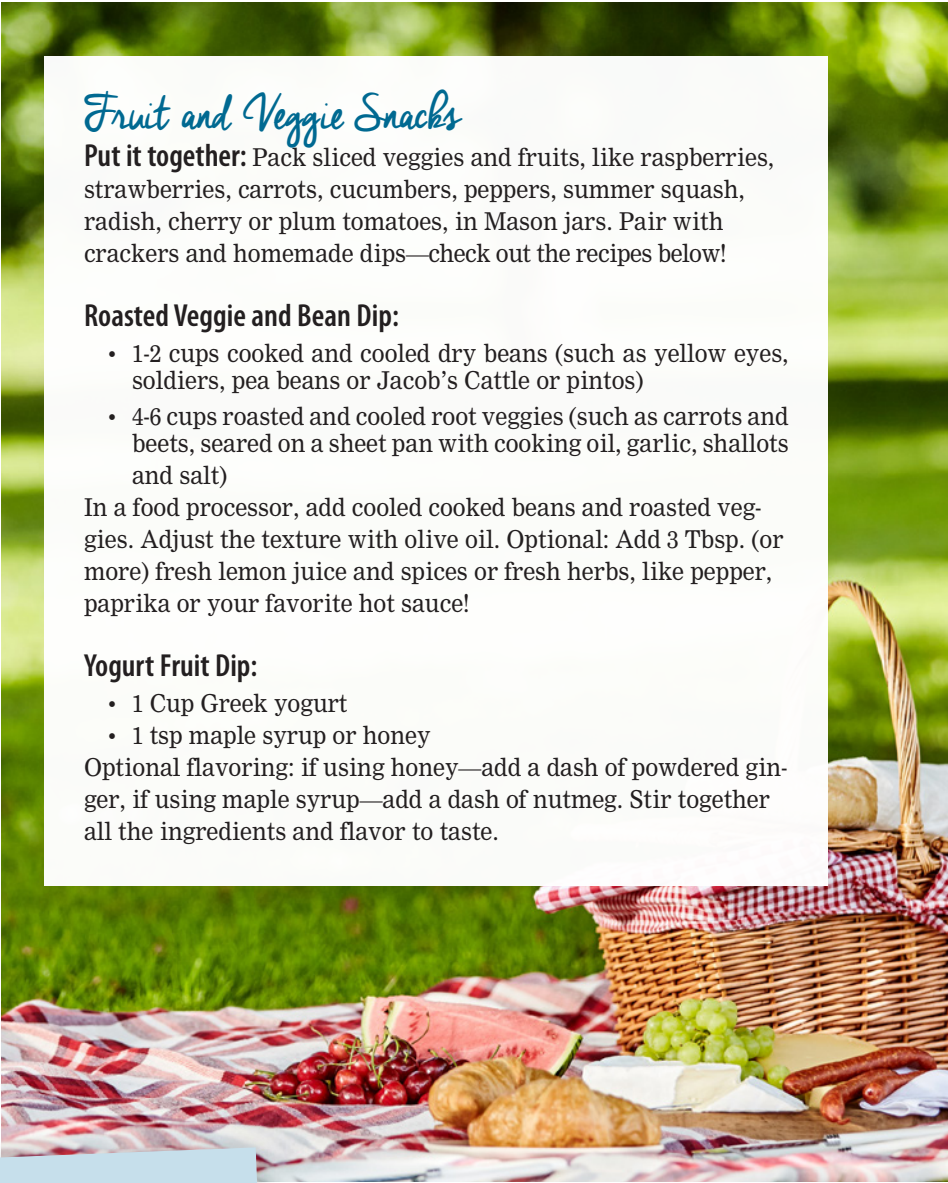 Fruit and Veggie Snacks
Put it together: Pack sliced veggies and fruits, like raspberries,
strawberries, carrots, cucumbers, peppers, summer squash,
radish, cherry or plum tomatoes, in Mason jars. Pair with
crackers and homemade dips—check out the recipes below!
Roasted Veggie and Bean Dip:
• 1-2 cups cooked and cooled dry beans (such as yellow eyes,
soldiers, pea beans or Jacob’s Cattle or pintos)
• 4-6 cups roasted and cooled root veggies (such as carrots and
beets, seared on a sheet pan with cooking oil, garlic, shallots
and salt)
In a food processor, add cooled cooked beans and roasted veg-
gies. Adjust the texture with olive oil. Optional: Add 3 Tbsp. (or
more) fresh lemon juice and spices or fresh herbs, like pepper,
paprika or your favorite hot sauce!
Yogurt Fruit Dip:
• 1 Cup Greek yogurt
• 1 tsp maple syrup or honey
Optional flavoring: if using honey—add a dash of powdered gin-
ger, if using maple syrup—add a dash of nutmeg. Stir together
all the ingredients and flavor to taste.